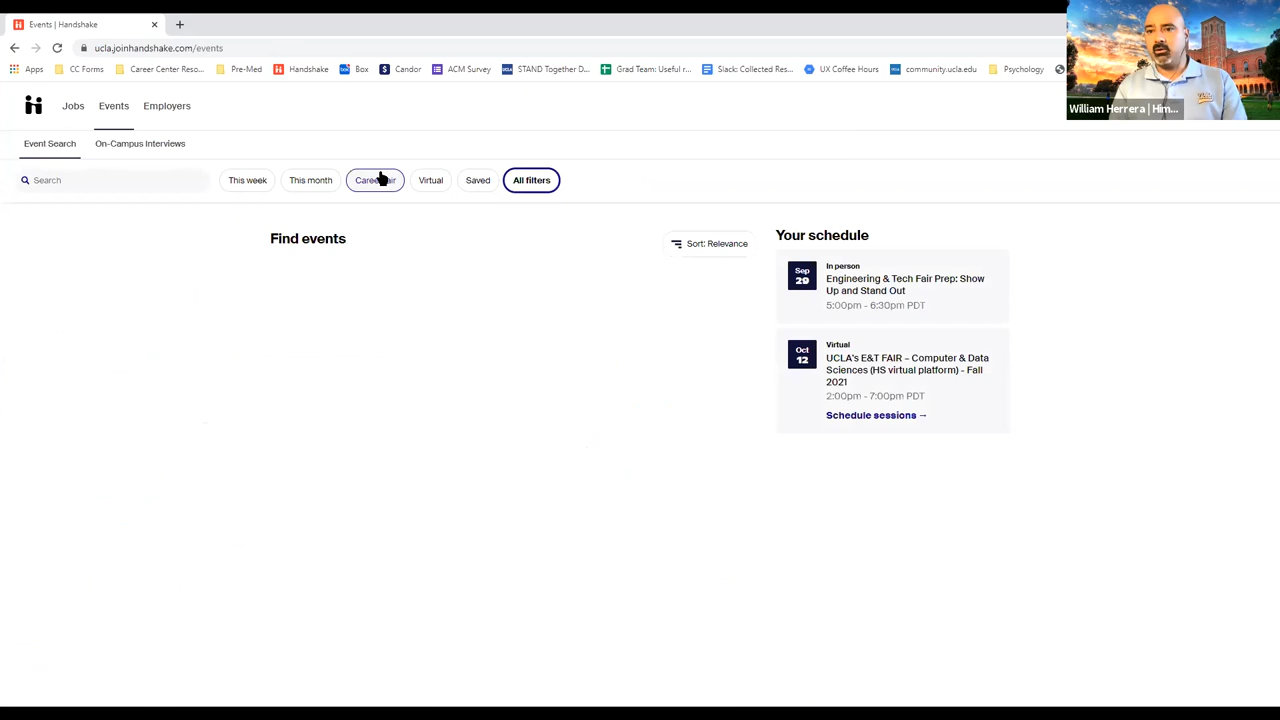 Events | Handshake
ucla.joinhandshake.com/events
Apps CC Forms Career Center Reso... Pre-Med Handshake Box Candor ACM Survey STAND Together D... Grad Team: Useful r... Slack: Collected Res... UX Coffee Hours community.ucla.edu Psychology
William Herrera | Him...
Jobs Events Employers
Event Search On-Campus Interviews
Search This week This month Career fair Virtual Saved All filters
Find events
Sort: Relevance
Your schedule
Sep
29
In person
Engineering & Tech Fair Prep: Show
Up and Stand Out
5:00pm - 6:30pm PDT
Oct
12
Virtual
UCLA's E&T FAIR – Computer & Data
Sciences (HS virtual platform) - Fall
2021
2:00pm - 7:00pm PDT
Schedule sessions →